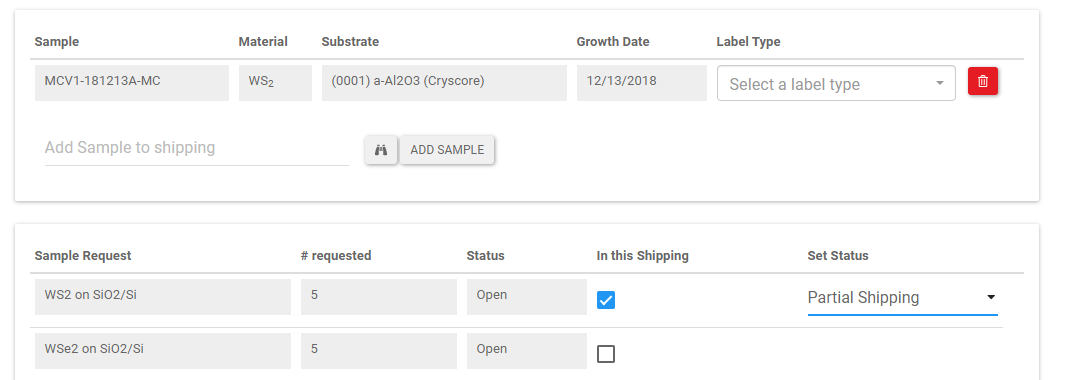 Sample Material Substrate Growth Date Label Type
MCV1-181213A-MC WS₂ (0001) a-Al2O3 (Cryscore) 12/13/2018 Select a label type
Add Sample to shipping ADD SAMPLE
Sample Request # requested Status In this Shipping Set Status
WS2 on SiO2/Si 5 Open Partial Shipping
WSe2 on SiO2/Si 5 Open